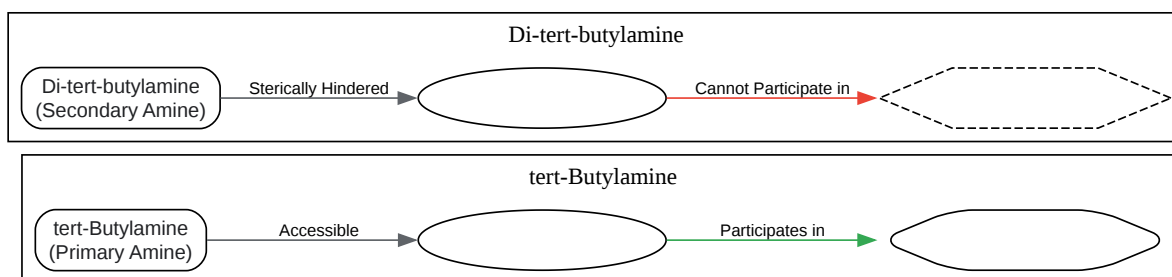 Di-tert-butylamine
Di-tert-butylamine
(Secondary Amine)
Sterically Hindered
Cannot Participate in
tert-Butylamine
tert-Butylamine
(Primary Amine)
Accessible
Participates in